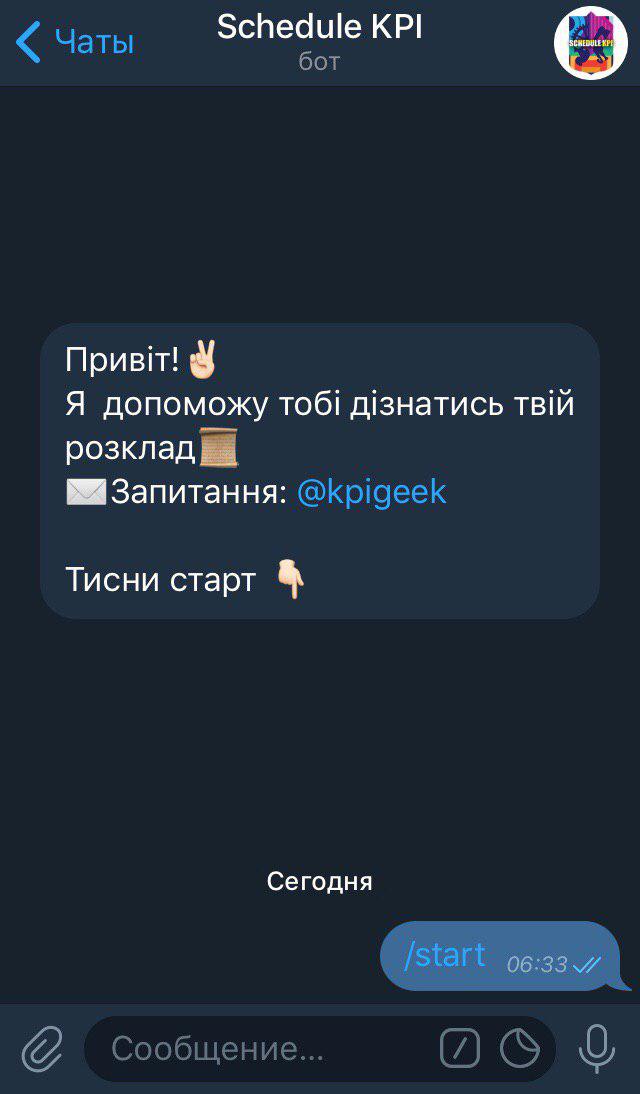 Чаты
Schedule KPI
бот
SCHEDULE KPI
Привіт!✌🏻
Я допоможу тобі дізнатись твій
розклад📜
✉️Запитання: @kpigeek
Тисни старт 👇🏻
Сегодня
/start 06:33
Сообщение...